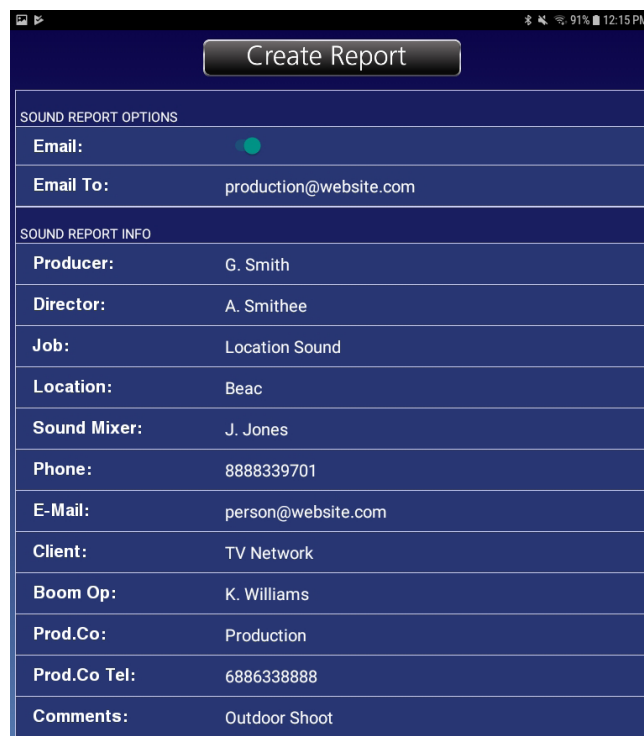 91% 12:15 PM
Create Report
SOUND REPORT OPTIONS
Email:
Email To: production@website.com
SOUND REPORT INFO
Producer: G. Smith
Director: A. Smithee
Job: Location Sound
Location: Beac
Sound Mixer: J. Jones
Phone: 8888339701
E-Mail: person@website.com
Client: TV Network
Boom Op: K. Williams
Prod.Co: Production
Prod.Co Tel: 6886338888
Comments: Outdoor Shoot